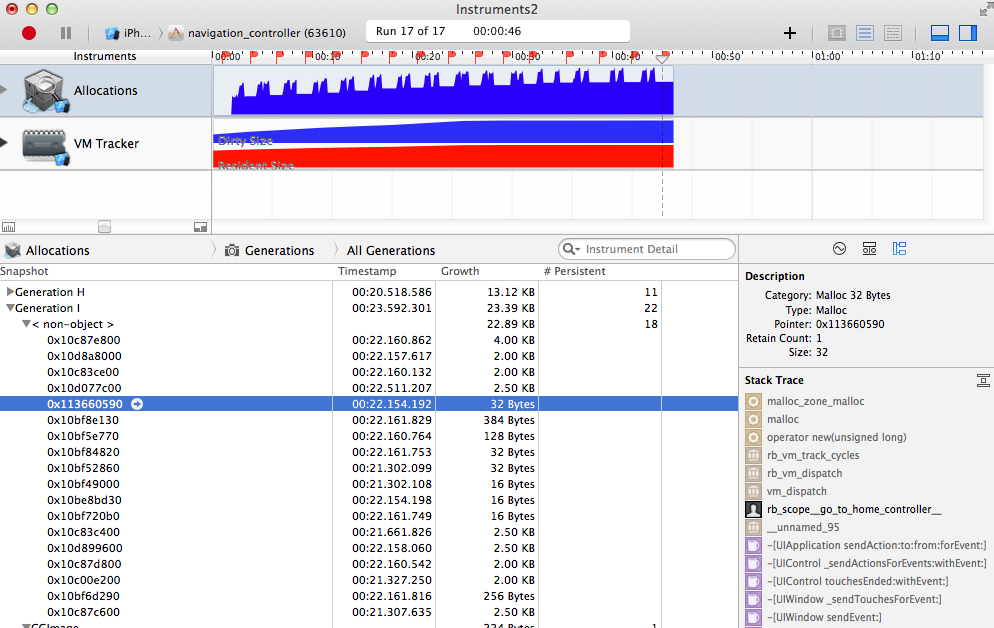 Instruments2
iPh... navigation_controller (63610) Run 17 of 17 00:00:46
Instruments 00:00 00:10 00:20 00:30 00:40 00:50 01:00 01:10
Allocations
VM Tracker
Dirty Size
Resident Size
Allocations Generations All Generations Instrument Detail
Snapshot Timestamp Growth # Persistent
Generation H 00:20.518.586 13.12 KB 11
Generation I 00:23.592.301 23.39 KB 22
< non-object > 22.89 KB 18
0x10c87e800 00:22.160.862 4.00 KB
0x10d8a8000 00:22.157.617 2.00 KB
0x10c83ce00 00:22.160.132 2.00 KB
0x10d077c00 00:22.511.207 2.50 KB
0x113660590 00:22.154.192 32 Bytes
0x10bf8e130 00:22.161.829 384 Bytes
0x10bf5e770 00:22.160.764 128 Bytes
0x10bf84820 00:22.161.753 32 Bytes
0x10bf52860 00:21.302.099 32 Bytes
0x10bf49000 00:21.302.108 16 Bytes
0x10be8bd30 00:22.154.198 16 Bytes
0x10bf720b0 00:22.161.749 16 Bytes
0x10c83c400 00:21.661.826 2.50 KB
0x10d899600 00:22.158.060 2.50 KB
0x10c87d800 00:22.160.542 2.00 KB
0x10c00e200 00:21.327.250 2.00 KB
0x10bf6d290 00:22.161.816 256 Bytes
0x10c87c600 00:21.307.635 2.50 KB
CGImage 224 Bytes 1
Description
Category: Malloc 32 Bytes
Type: Malloc
Pointer: 0x113660590
Retain Count: 1
Size: 32
Stack Trace
malloc_zone_malloc
malloc
operator new(unsigned long)
rb_vm_track_cycles
rb_vm_dispatch
vm_dispatch
rb_scope__go_to_home_controller__
__unnamed_95
-[UIApplication sendAction:to:from:forEvent:]
-[UIControl _sendActionsForEvents:withEvent:]
-[UIControl touchesEnded:withEvent:]
-[UIWindow _sendTouchesForEvent:]
-[UIWindow sendEvent:]